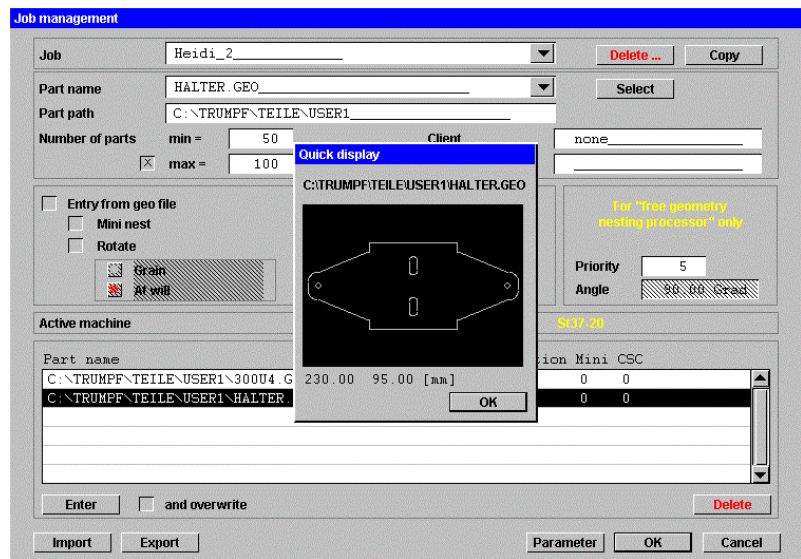 Job management
Job Heidi_2 Delete ... Copy
Part name HALTER.GEO Select
Part path C:\TRUMPF\TEILE\USER1
Number of parts min = 50 Client none
X max = 100
Quick display
C:\TRUMPF\TEILE\USER1\HALTER.GEO
230.00 95.00 [mm]
OK
Entry from geo file
Mini nest
Rotate
Grain
At will
For "free geometry
nesting processor" only
Priority 5
Angle 90.00 Grad
Active machine St37-20
Part name ion Mini CSC
C:\TRUMPF\TEILE\USER1\300U4.G 0 0
C:\TRUMPF\TEILE\USER1\HALTER. 0 0
Enter and overwrite Delete
Import Export Parameter OK Cancel